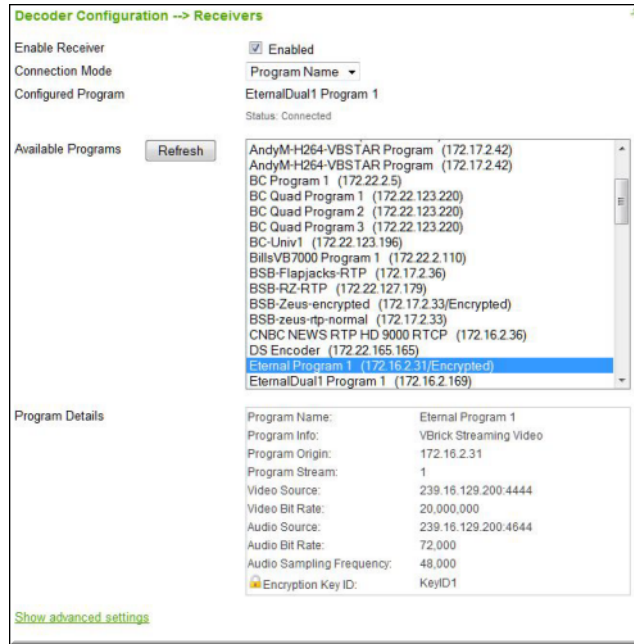 Decoder Configuration --> Receivers
Enable Receiver Enabled
Connection Mode Program Name
Configured Program EternalDual1 Program 1
Status: Connected
Available Programs Refresh
AndyM-H264-VBSTAR Program (172.17.2.42)
AndyM-H264-VBSTAR Program (172.17.2.42)
BC Program 1 (172.22.2.5)
BC Quad Program 1 (172.22.123.220)
BC Quad Program 2 (172.22.123.220)
BC Quad Program 3 (172.22.123.220)
BC-Univ1 (172.22.123.196)
BillsVB7000 Program 1 (172.22.2.110)
BSB-Flapjacks-RTP (172.17.2.36)
BSB-RZ-RTP (172.22.127.179)
BSB-Zeus-encrypted (172.17.2.33/Encrypted)
BSB-zeus-rtp-normal (172.17.2.33)
CNBC NEWS RTP HD 9000 RTCP (172.16.2.36)
DS Encoder (172.22.165.165)
Eternal Program 1 (172.16.2.31/Encrypted)
EternalDual1 Program 1 (172.16.2.169)
Program Details
Program Name: Eternal Program 1
Program Info: VBrick Streaming Video
Program Origin: 172.16.2.31
Program Stream: 1
Video Source: 239.16.129.200:4444
Video Bit Rate: 20,000,000
Audio Source: 239.16.129.200:4644
Audio Bit Rate: 72,000
Audio Sampling Frequency: 48,000
Encryption Key ID: KeyID1
Show advanced settings